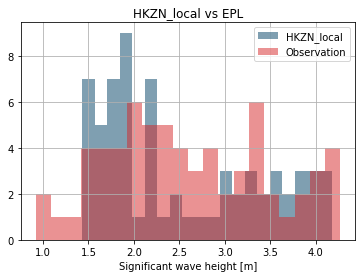 HKZN_local vs EPL
HKZN_local
Observation
8
6
4
2
0
1.0 1.5 2.0 2.5 3.0 3.5 4.0
Significant wave height [m]